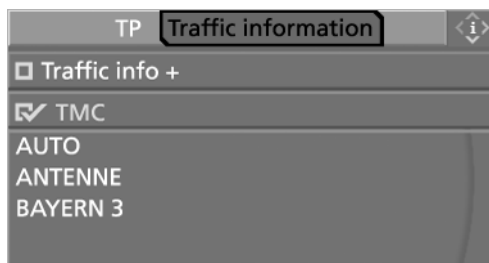 TP Traffic information i
Traffic info +
TMC
AUTO
ANTENNE
BAYERN 3